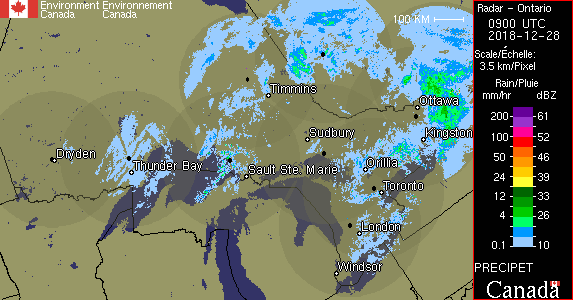 Environment Environnement
Canada Canada
100 KM
Timmins
Ottawa
Sudbury
Kingston
Dryden
Thunder Bay
Sault Ste. Marie
Orillia
Toronto
London
Windsor
Radar - Ontario
0900 UTC
2018-12-28
Scale/Échelle:
3.5 km/Pixel
Rain/Pluie
mm/hr dBZ
200 61
100 52
50 46
24 39
12 33
4 26
0.1 10
PRECIPET
Canada